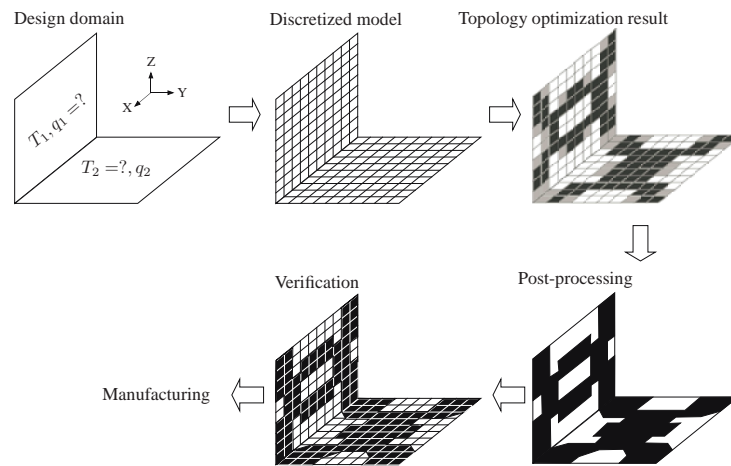 Design domain
Discretized model
Topology optimization result
Z
Y
X
T₁, q₁ =?
T₂ =?, q₂
Verification
Post-processing
Manufacturing